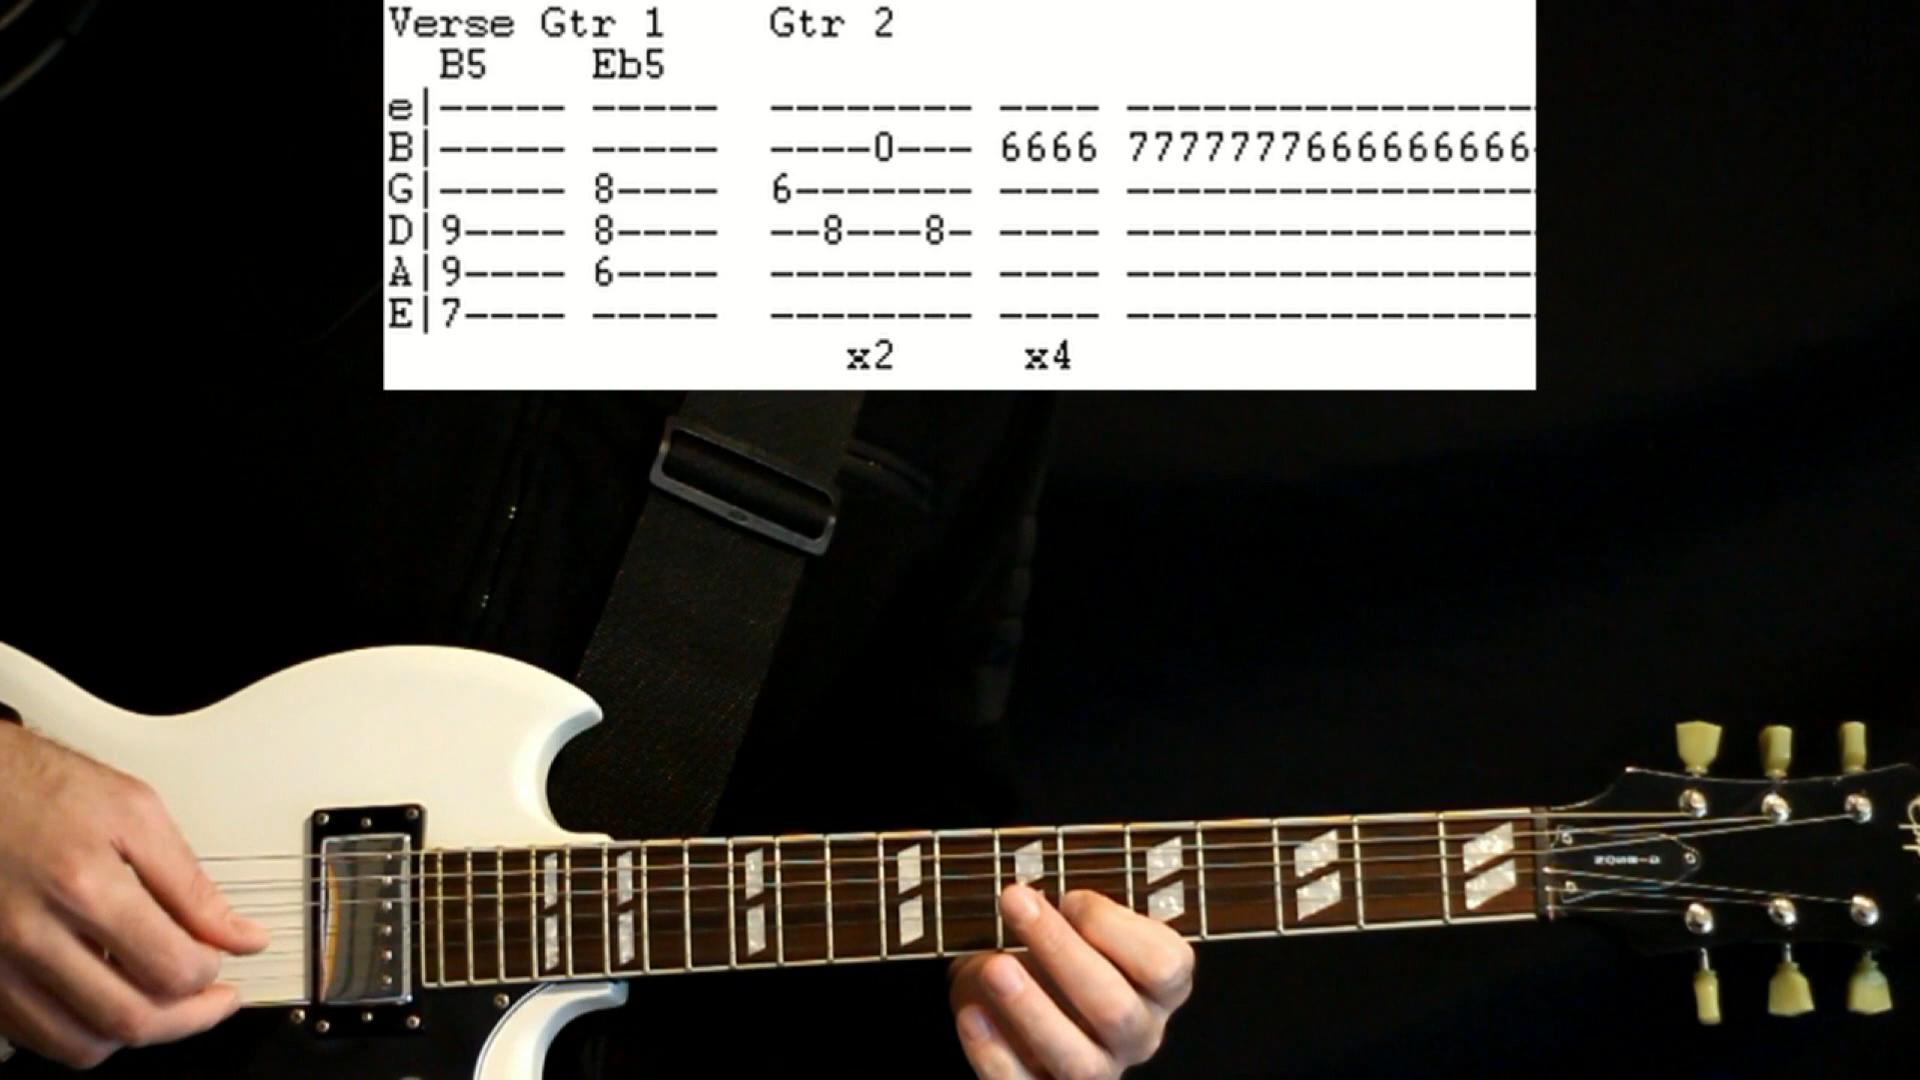 Verse Gtr 1    Gtr 2
  B5    Eb5
e|----- -----  -------- ---- ----------------
B|----- -----  ----0--- 6666 7777777666666666-
G|----- 8----  6------- ---- ----------------
D|9---- 8----  --8---8- ---- ----------------
A|9---- 6----  -------- ---- ----------------
E|7---- -----  -------- ---- ----------------
x2    x4